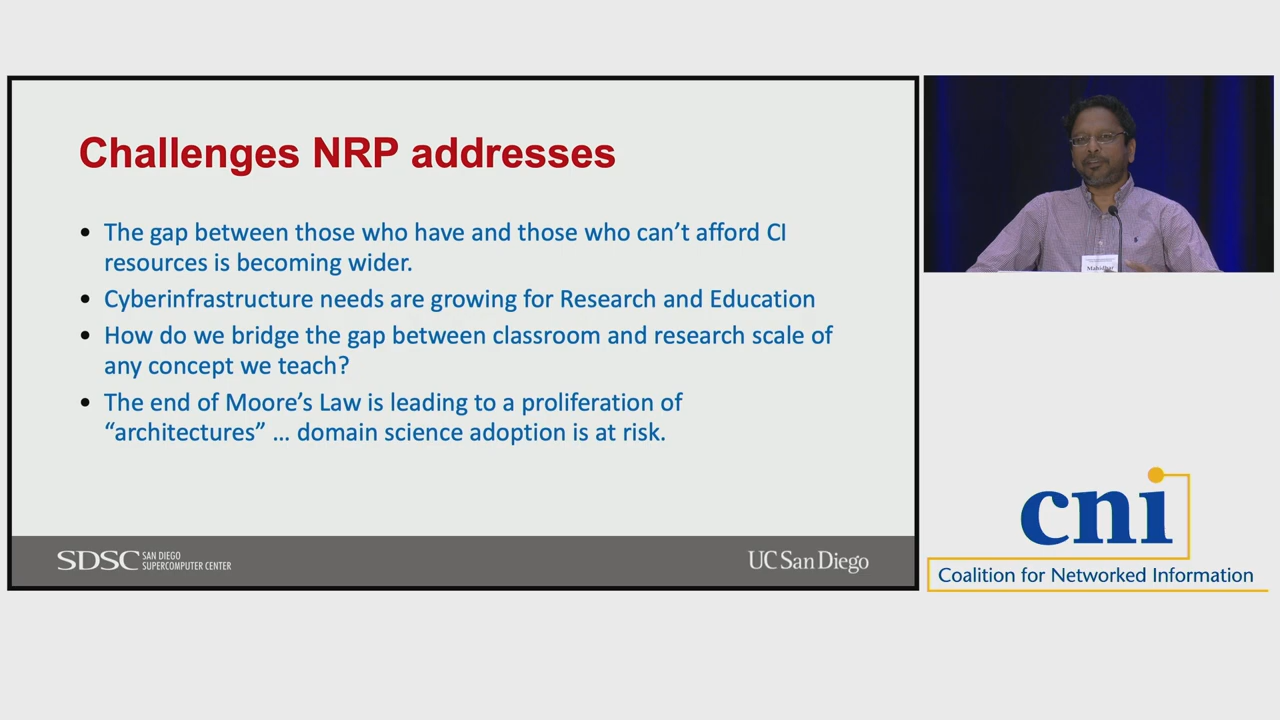 Challenges NRP addresses
• The gap between those who have and those who can’t afford CI
resources is becoming wider.
• Cyberinfrastructure needs are growing for Research and Education
• How do we bridge the gap between classroom and research scale of
any concept we teach?
• The end of Moore’s Law is leading to a proliferation of
“architectures” … domain science adoption is at risk.
SDSC SAN DIEGO
SUPERCOMPUTER CENTER
UC San Diego
Mahidhar
cni
Coalition for Networked Information